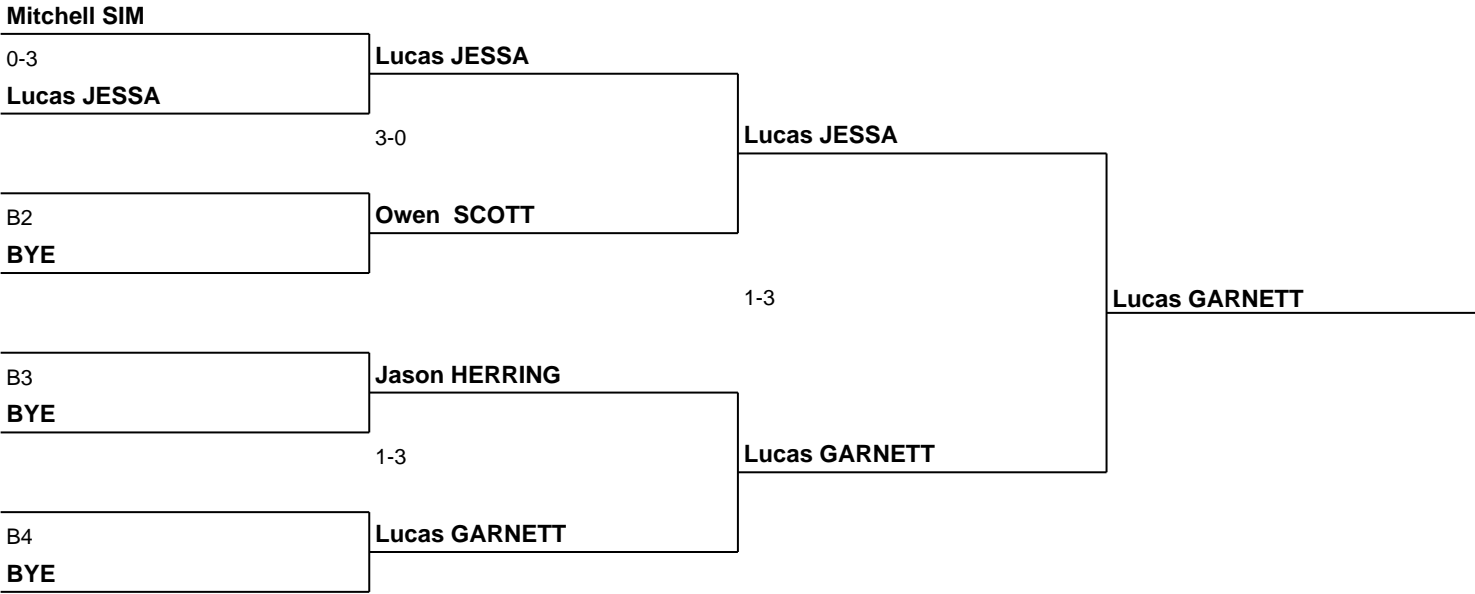 Mitchell SIM
0-3
Lucas JESSA
Lucas JESSA
3-0
Lucas JESSA
B2
Owen  SCOTT
BYE
1-3
Lucas GARNETT
B3
Jason HERRING
BYE
1-3
Lucas GARNETT
B4
Lucas GARNETT
BYE